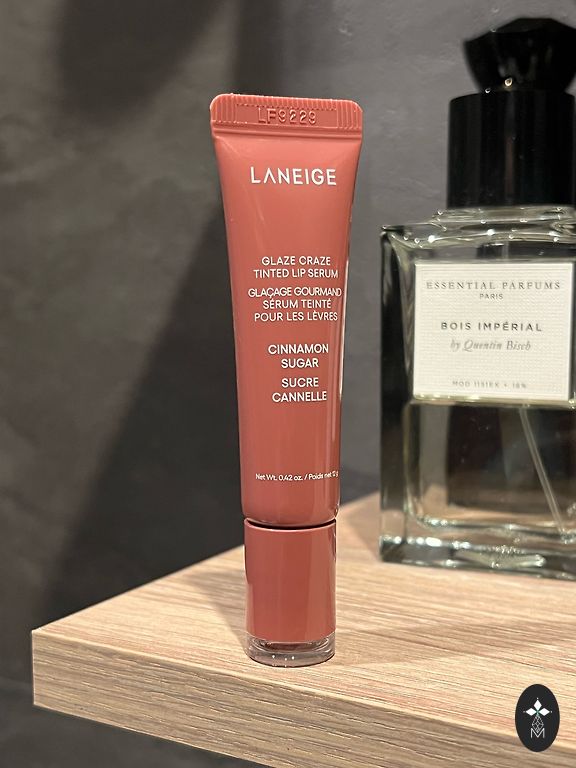 LF9229
LANEIGE
GLAZE CRAZE
TINTED LIP SERUM
GLAÇAGE GOURMAND
SÉRUM TEINTÉ
POUR LES LÈVRES
CINNAMON
SUGAR
SUCRE
CANNELLE
Net Wt. 0.42 oz. / Poids net 12 g
ESSENTIAL PARFUMS
PARIS
BOIS IMPÉRIAL
by Quentin Bisch
M